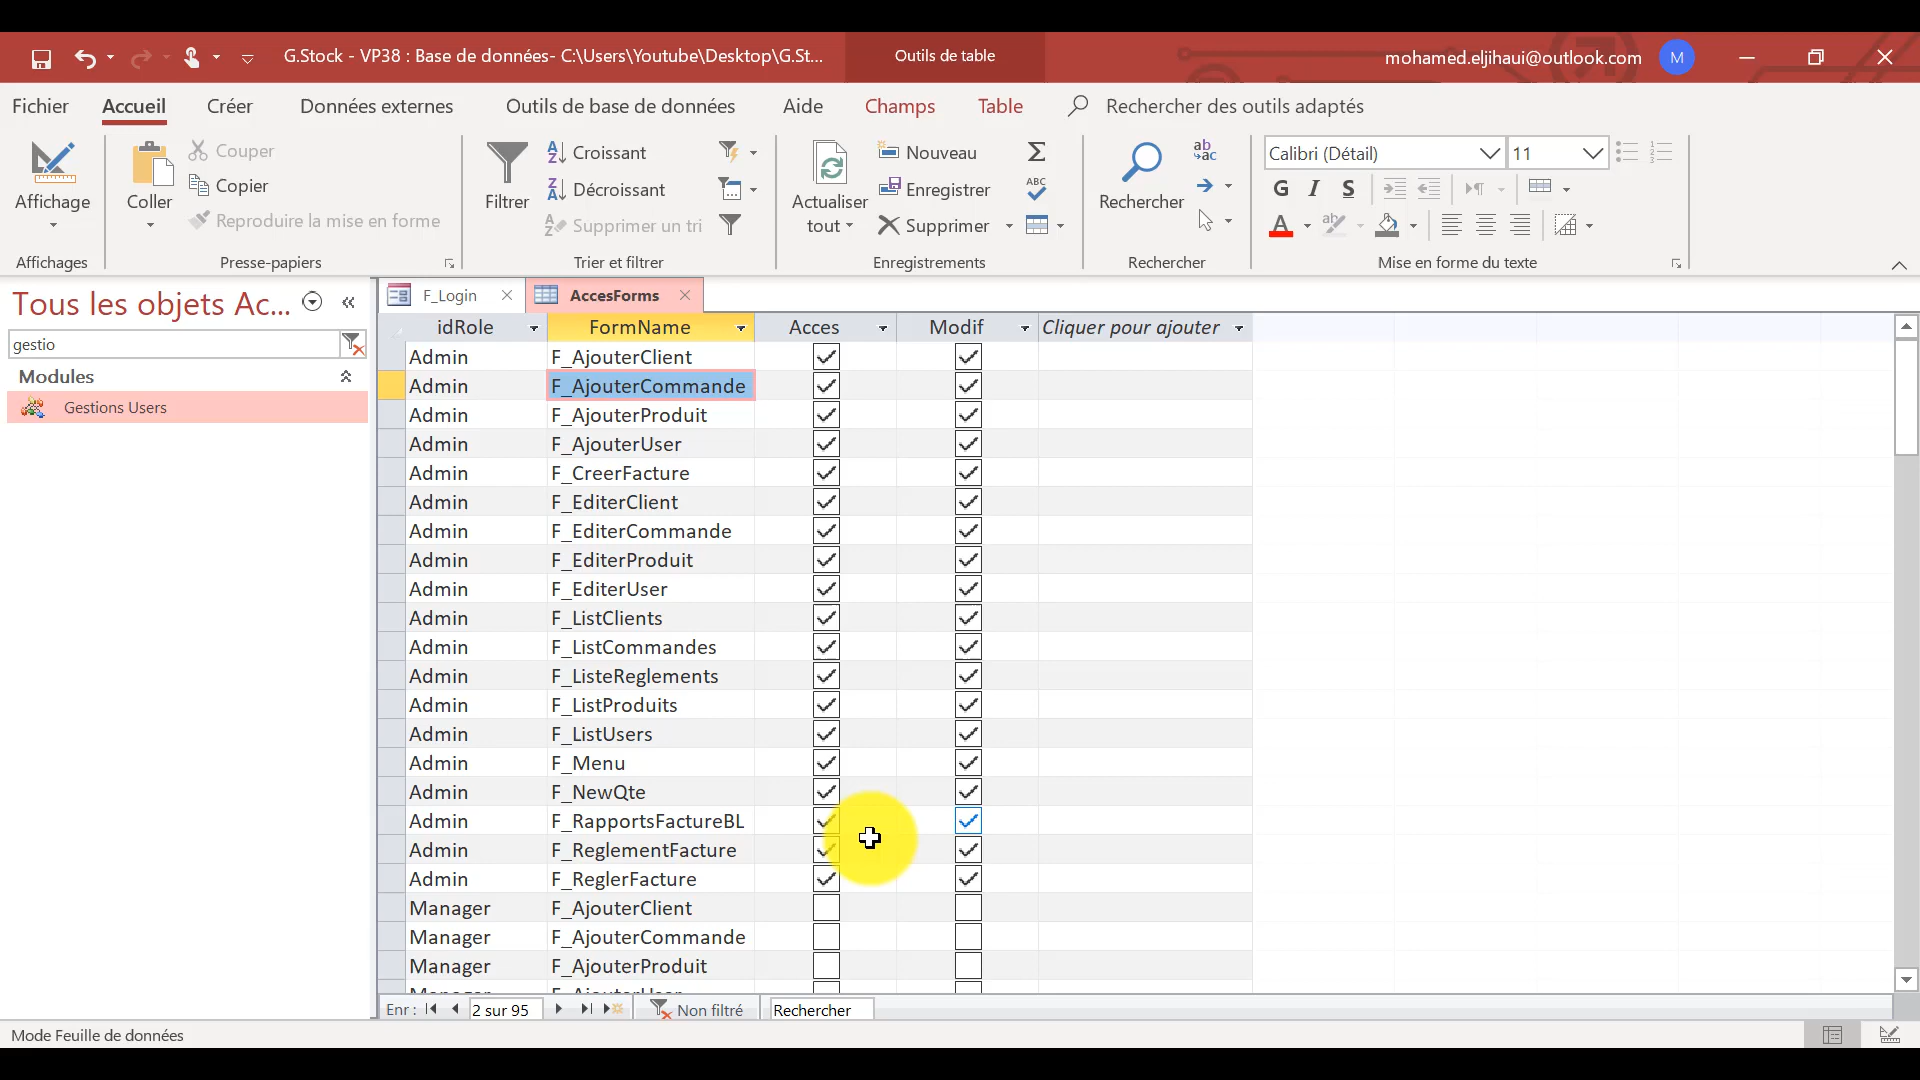 G.Stock - VP38 : Base de données- C:\Users\Youtube\Desktop\G.St...
Outils de table
mohamed.eljihaui@outlook.com
M
Fichier
Accueil
Créer
Données externes
Outils de base de données
Aide
Champs
Table
Rechercher des outils adaptés
Affichage
Coller
Couper
Copier
Reproduire la mise en forme
Filtrer
Croissant
Décroissant
Supprimer un tri
Actualiser tout
Nouveau
Enregistrer
Supprimer
Rechercher
Calibri (Détail)
11
G I S
Affichages
Presse-papiers
Trier et filtrer
Enregistrements
Rechercher
Mise en forme du texte
Tous les objets Ac...
gestio
Modules
Gestions Users
F_Login
AccesForms
idRole FormName Acces Modif Cliquer pour ajouter
Admin F_AjouterClient
Admin F_AjouterCommande
Admin F_AjouterProduit
Admin F_AjouterUser
Admin F_CreerFacture
Admin F_EditerClient
Admin F_EditerCommande
Admin F_EditerProduit
Admin F_EditerUser
Admin F_ListClients
Admin F_ListCommandes
Admin F_ListeReglements
Admin F_ListProduits
Admin F_ListUsers
Admin F_Menu
Admin F_NewQte
Admin F_RapportsFactureBL
Admin F_ReglementFacture
Admin F_ReglerFacture
Manager F_AjouterClient
Manager F_AjouterCommande
Manager F_AjouterProduit
Enr : 2 sur 95 Non filtré Rechercher
Mode Feuille de données